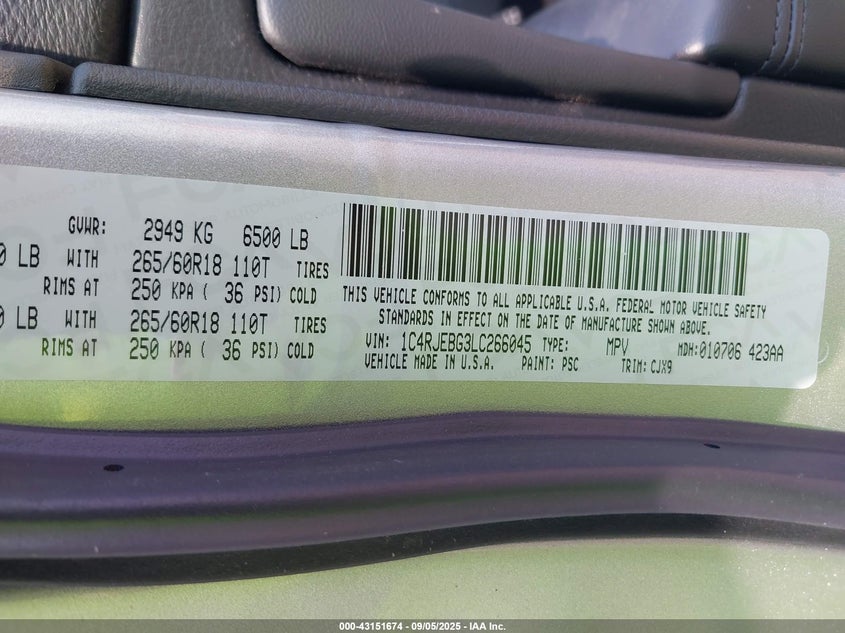 GVWR: 2949 KG 6500 LB
0 LB WITH 265/60R18 110T TIRES
RIMS AT 250 KPA ( 36 PSI) COLD
0 LB WITH 265/60R18 110T TIRES
RIMS AT 250 KPA ( 36 PSI) COLD
THIS VEHICLE CONFORMS TO ALL APPLICABLE U.S.A. FEDERAL MOTOR VEHICLE SAFETY
STANDARDS IN EFFECT ON THE DATE OF MANUFACTURE SHOWN ABOVE.
VIN: 1C4RJEBG3LC266045 TYPE: MPV MDH:010706 423AA
VEHICLE MADE IN U.S.A. PAINT: PSC TRIM: CJX9
000-43151674 - 09/05/2025 - IAA Inc.